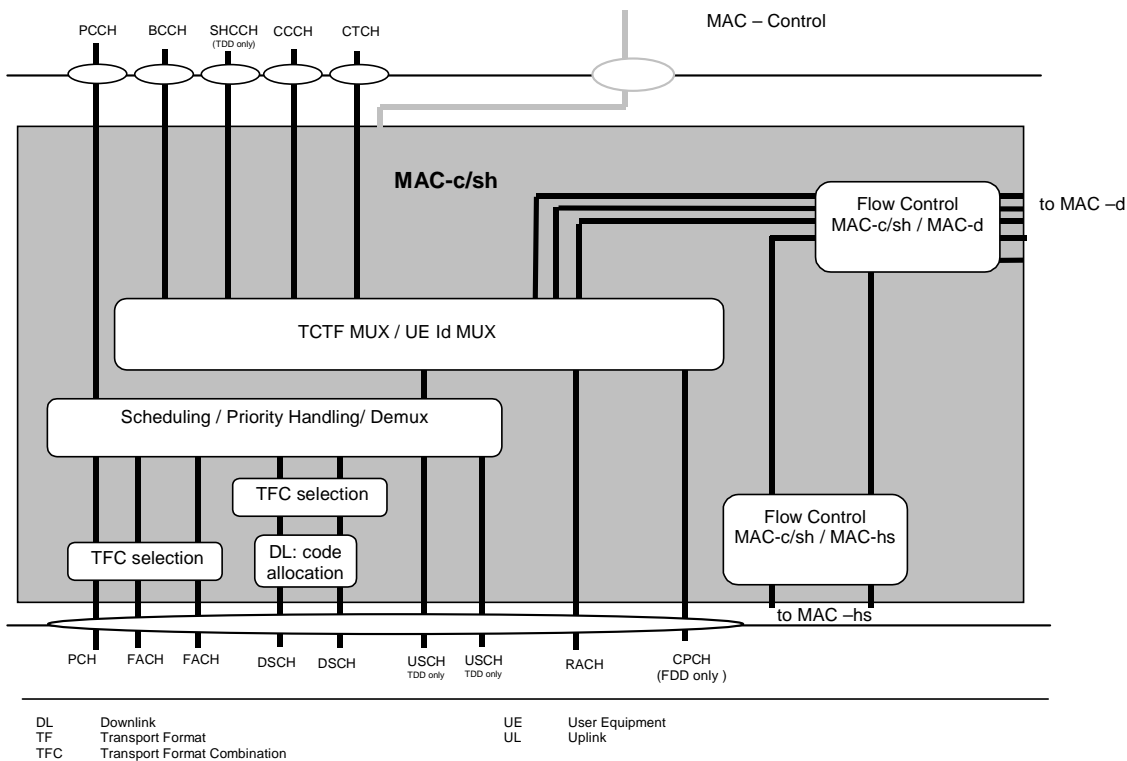 MAC – Control
PCCH BCCH SHCCH CCCH CTCH
(TDD only)
MAC-c/sh
Flow Control
MAC-c/sh / MAC-d
to MAC –d
TCTF MUX / UE Id MUX
Scheduling / Priority Handling/ Demux
TFC selection
Flow Control
MAC-c/sh / MAC-hs
TFC selection
DL: code
allocation
to MAC –hs
PCH FACH FACH DSCH DSCH USCH USCH RACH CPCH
TDD only TDD only (FDD only )
DL Downlink UE User Equipment
TF Transport Format UL Uplink
TFC Transport Format Combination